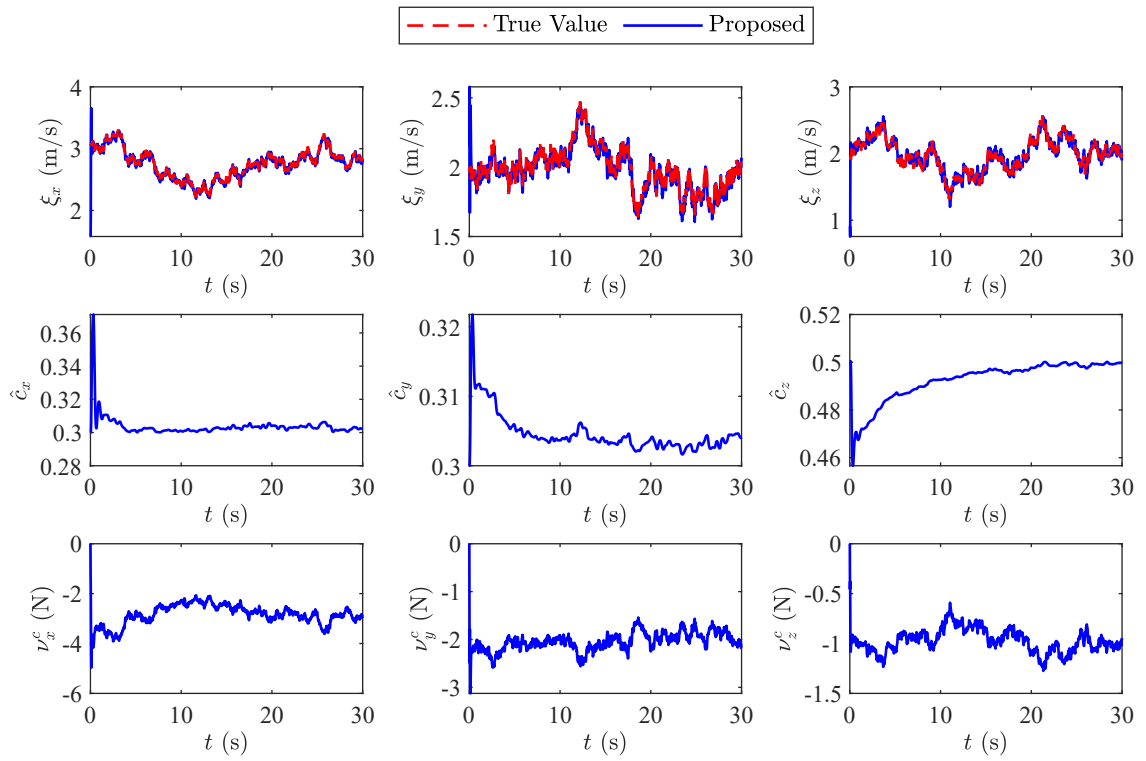 True Value Proposed
4 3 2
ξx (m/s)
0 10 20 30
t (s)
2.5 2 1.5
ξy (m/s)
0 10 20 30
t (s)
3 2 1
ξz (m/s)
0 10 20 30
t (s)
0.36 0.34 0.32 0.3 0.28
ĉx
0 10 20 30
t (s)
0.32 0.31 0.3
ĉy
0 10 20 30
t (s)
0.52 0.5 0.48 0.46
ĉz
0 10 20 30
t (s)
0 -2 -4 -6
νxc (N)
0 10 20 30
t (s)
0 -1 -2 -3
νyc (N)
0 10 20 30
t (s)
0 -0.5 -1 -1.5
νzc (N)
0 10 20 30
t (s)